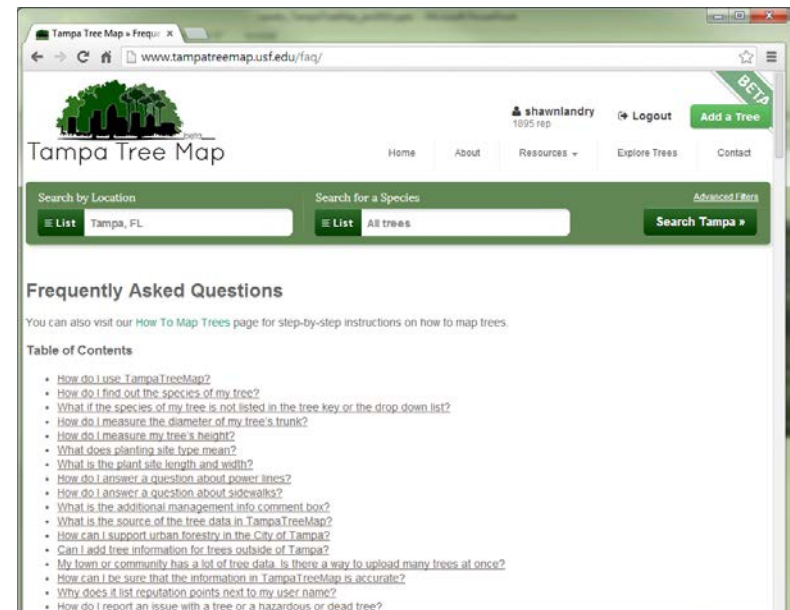 Tampa Tree Map » Freque
www.tampatreemap.usf.edu/faq/
BETA
shawnlandry
1895 rep
Logout
Add a Tree
beta
Tampa Tree Map
Home
About
Resources
Explore Trees
Contact
Search by Location
Search for a Species
Advanced Filters
List
Tampa, FL
List
All trees
Search Tampa »
Frequently Asked Questions
You can also visit our How To Map Trees page for step-by-step instructions on how to map trees.
Table of Contents
• How do I use TampaTreeMap?
• How do I find out the species of my tree?
• What if the species of my tree is not listed in the tree key or the drop down list?
• How do I measure the diameter of my tree's trunk?
• How do I measure my tree's height?
• What does planting site type mean?
• What is the plant site length and width?
• How do I answer a question about power lines?
• How do I answer a question about sidewalks?
• What is the additional management info comment box?
• What is the source of the tree data in TampaTreeMap?
• How can I support urban forestry in the City of Tampa?
• Can I add tree information for trees outside of Tampa?
• My town or community has a lot of tree data. Is there a way to upload many trees at once?
• How can I be sure that the information in TampaTreeMap is accurate?
• Why does it list reputation points next to my user name?
• How do I report an issue with a tree or a hazardous or dead tree?